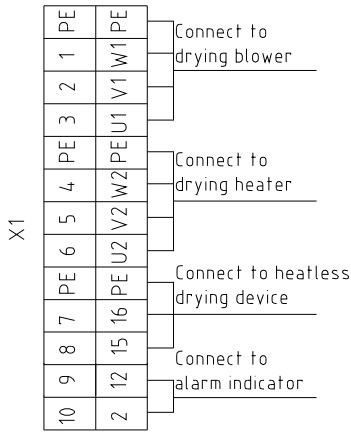 X1
PE PE
1 W1
2 V1
3 U1
PE PE
4 W2
5 V2
6 U2
PE PE
7 16
8 15
9 12
10 2
Connect to
drying blower
Connect to
drying heater
Connect to heatless
drying device
Connect to
alarm indicator